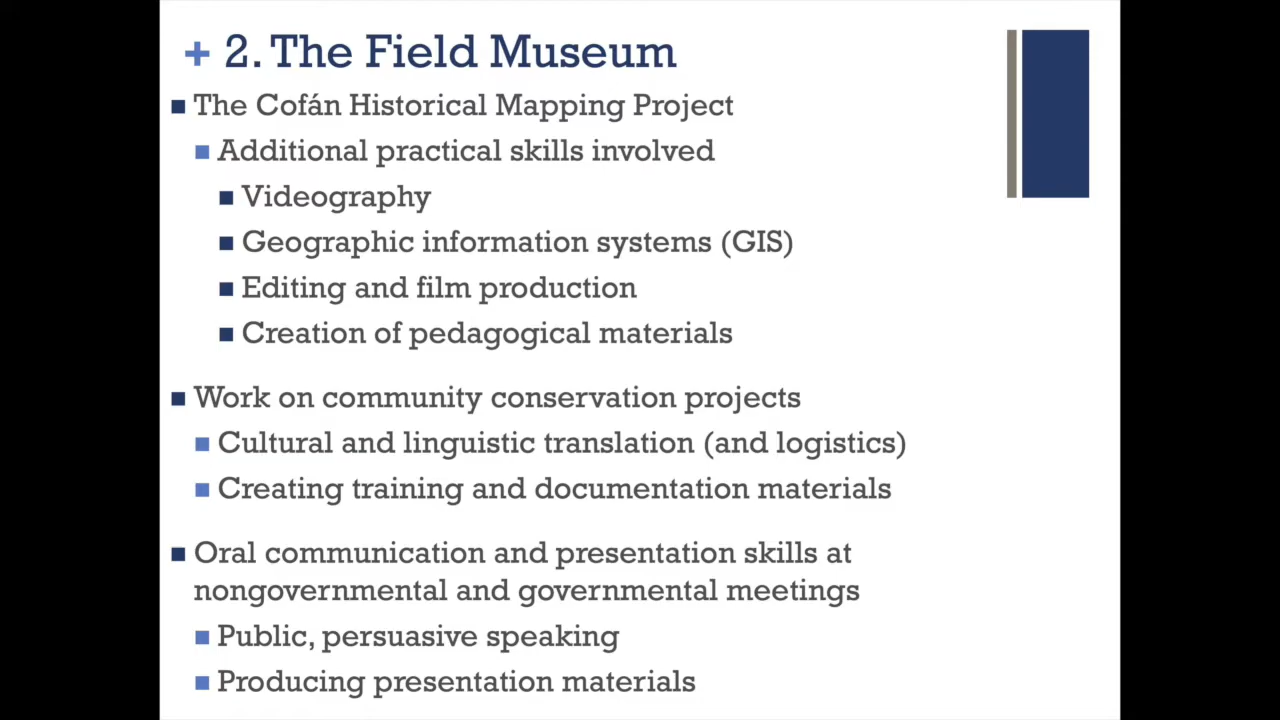 + 2. The Field Museum
The Cofán Historical Mapping Project
Additional practical skills involved
Videography
Geographic information systems (GIS)
Editing and film production
Creation of pedagogical materials
Work on community conservation projects
Cultural and linguistic translation (and logistics)
Creating training and documentation materials
Oral communication and presentation skills at
nongovernmental and governmental meetings
Public, persuasive speaking
Producing presentation materials